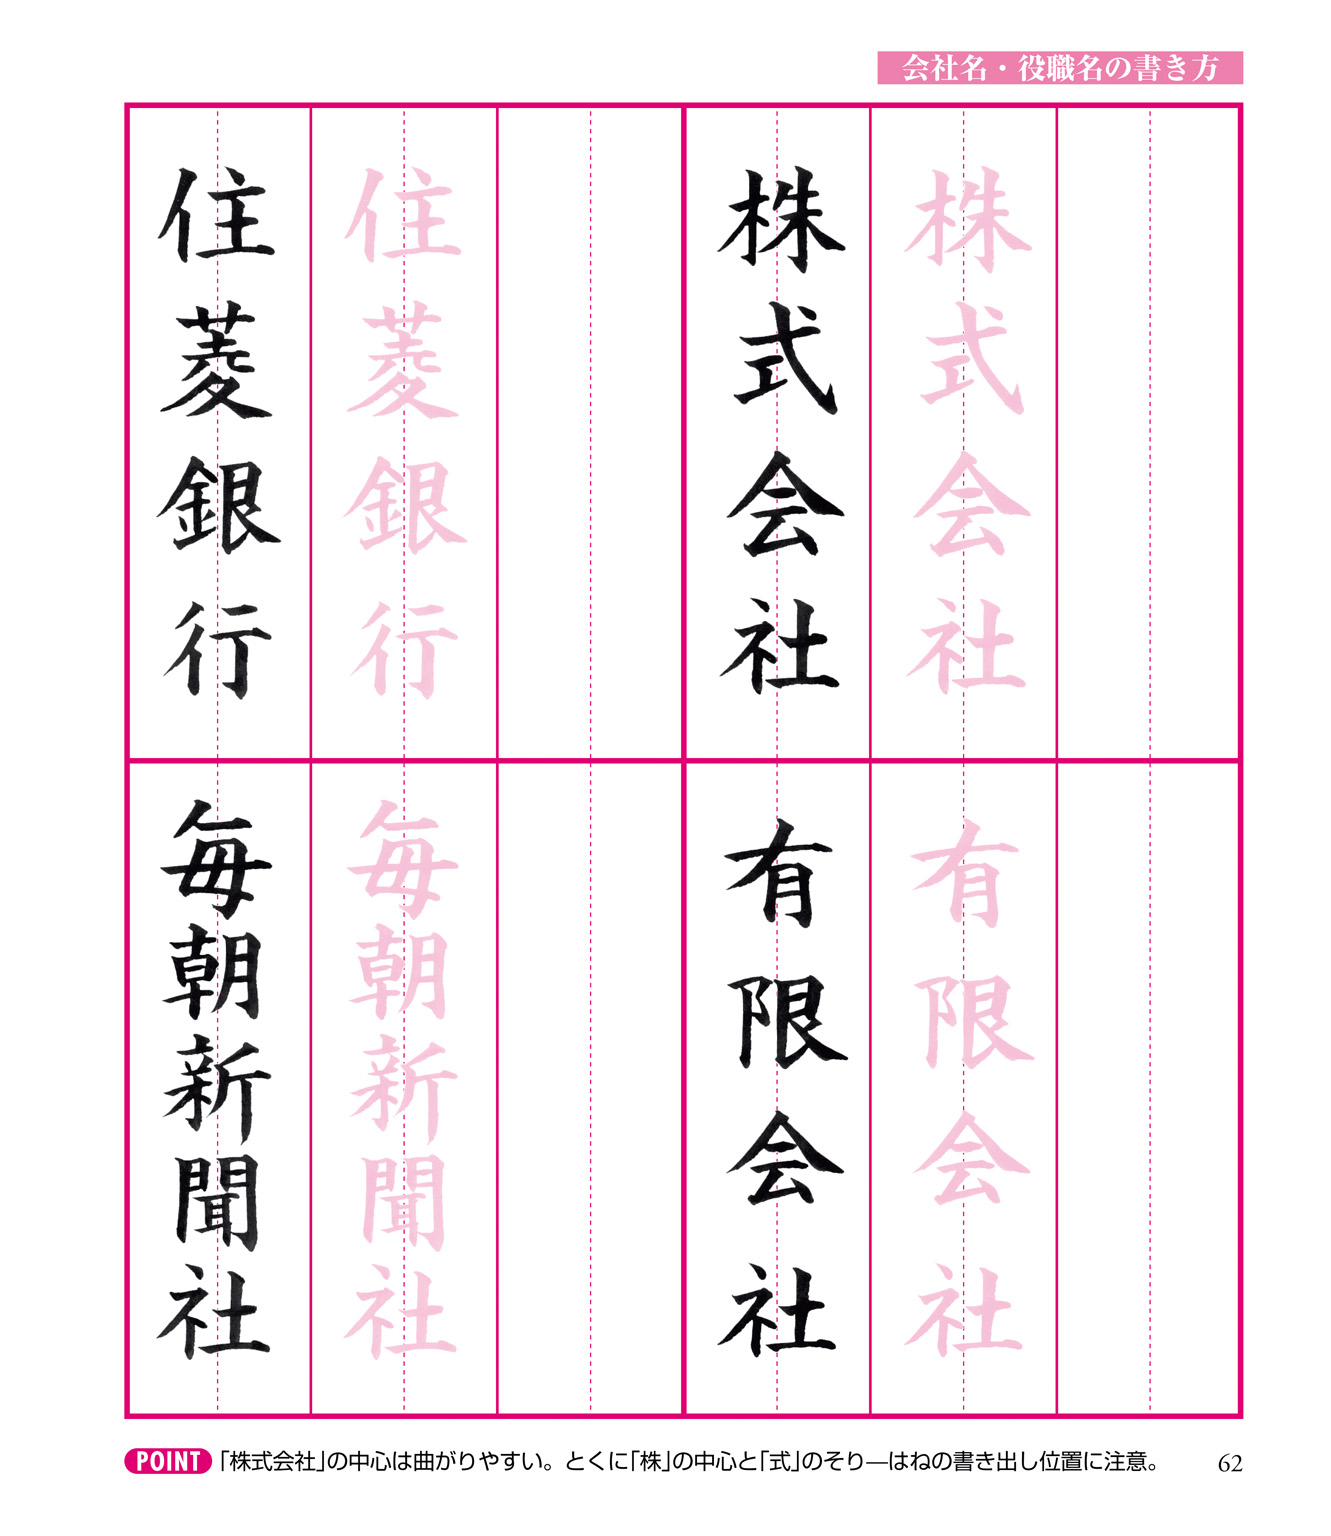 会社名・役職名の書き方
株式会社
株式会社
住菱銀行
住菱銀行
有限会社
有限会社
毎朝新聞社
毎朝新聞社
POINT 「株式会社」の中心は曲がりやすい。とくに「株」の中心と「式」のそり―はねの書き出し位置に注意。
62